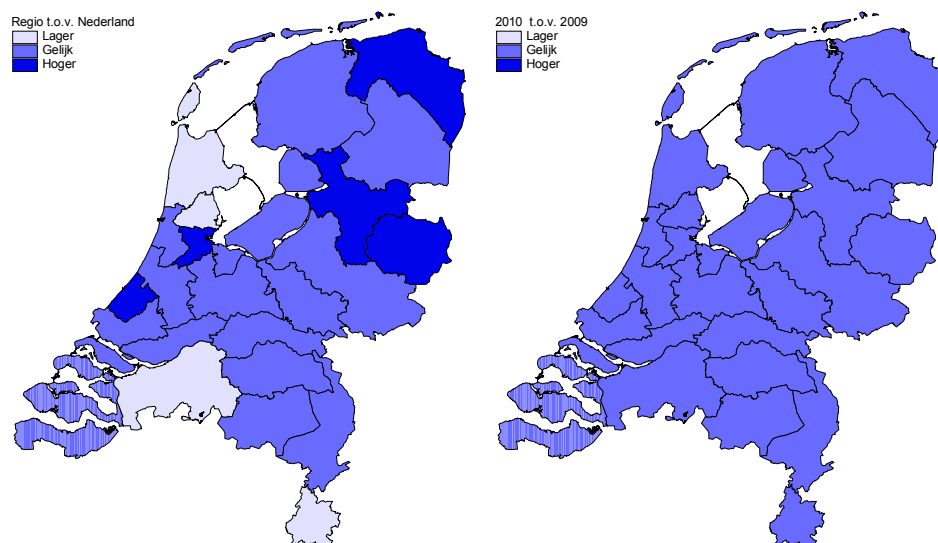 Regio t.o.v. Nederland
Lager
Gelijk
Hoger
2010 t.o.v. 2009
Lager
Gelijk
Hoger